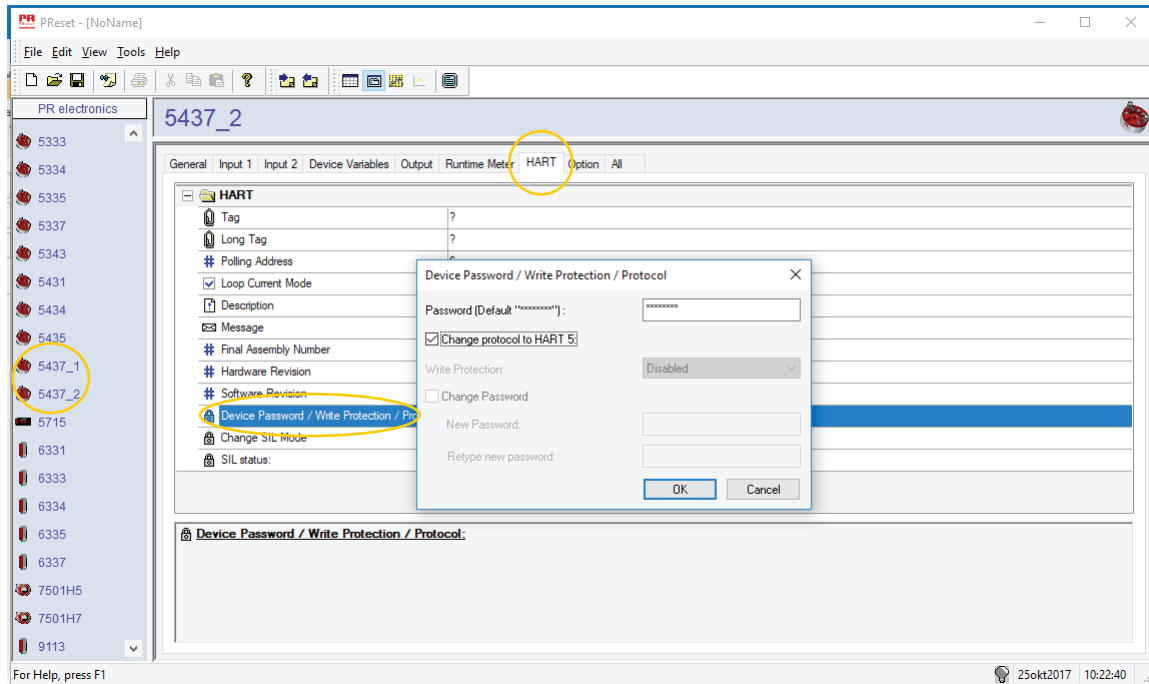 PR PReset - [NoName]
File Edit View Tools Help
PR electronics
5333
5334
5335
5337
5343
5431
5434
5435
5437_1
5437_2
5715
6331
6333
6334
6335
6337
7501H5
7501H7
9113
5437_2
General Input 1 Input 2 Device Variables Output Runtime Meter HART Option All
HART
Tag ?
Long Tag ?
Polling Address
Loop Current Mode
Description
Message
Final Assembly Number
Hardware Revision
Software Revision
Device Password / Write Protection / Pro
Change SIL Mode
SIL status:
Device Password / Write Protection / Protocol
Password (Default "********") : ********
Change protocol to HART 5:
Write Protection: Disabled
Change Password
New Password:
Retype new password:
OK Cancel
Device Password / Write Protection / Protocol:
For Help, press F1 25okt2017 10:22:40